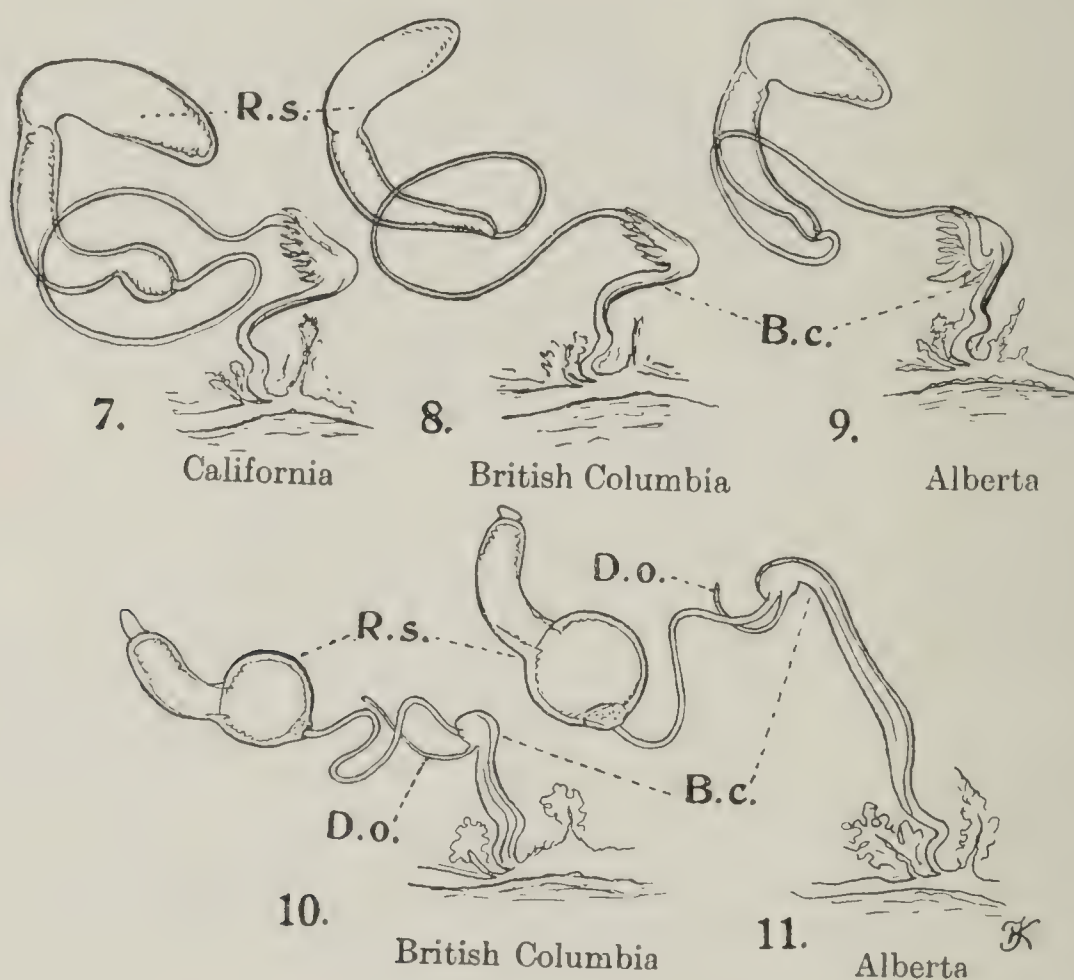 R.s.
B.c.
7.
8.
9.
California
British Columbia
Alberta
D.o.
R.s.
B.c.
D.o.
10.
11.
British Columbia
Alberta